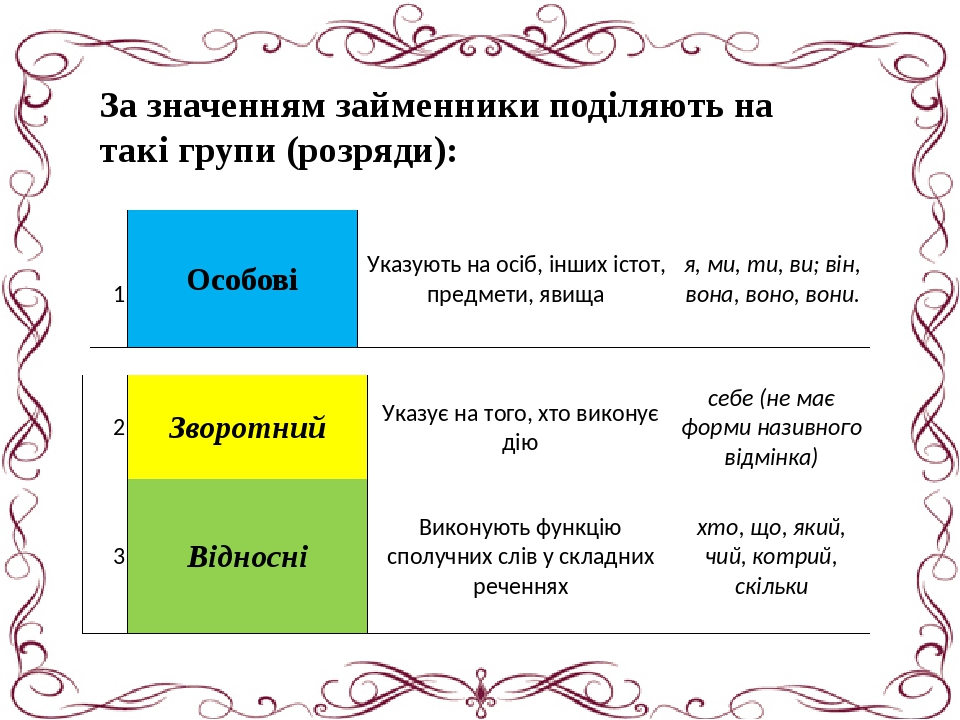 За значенням займенники поділяють на
такі групи (розряди):
1
Особові
Указують на осіб, інших істот,
предмети, явища
я, ми, ти, ви; він,
вона, воно, вони.
2
Зворотний
Указує на того, хто виконує
дію
себе (не має
форми називного
відмінка)
3
Відносні
Виконують функцію
сполучних слів у складних
реченнях
хто, що, який,
чий, котрий,
скільки